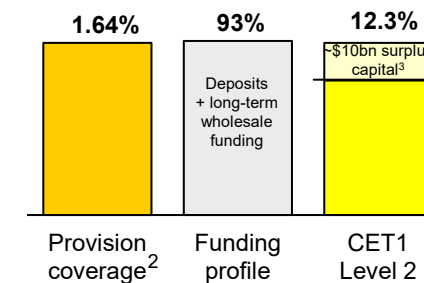 1.64%
93%
12.3%
Deposits
+ long-term
wholesale
funding
~$10bn surplu
capital³
Provision
coverage²
Funding
profile
CET1
Level 2